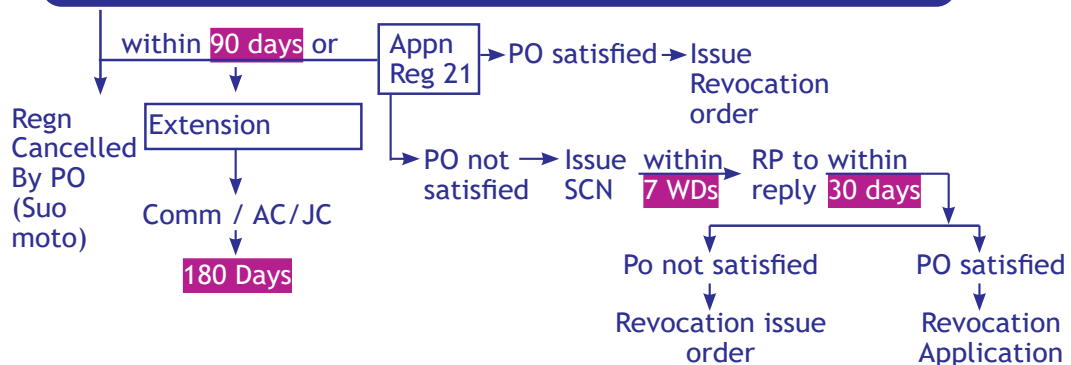 within 90 days or
Appn
Reg 21
PO satisfied
Issue
Revocation
order
Regn
Cancelled
By PO
(Suo
moto)
Extension
Comm / AC/JC
180 Days
PO not
satisfied
Issue
SCN
within
7 WDs
RP to
reply
within
30 days
Po not satisfied
PO satisfied
Revocation issue
order
Revocation
Application